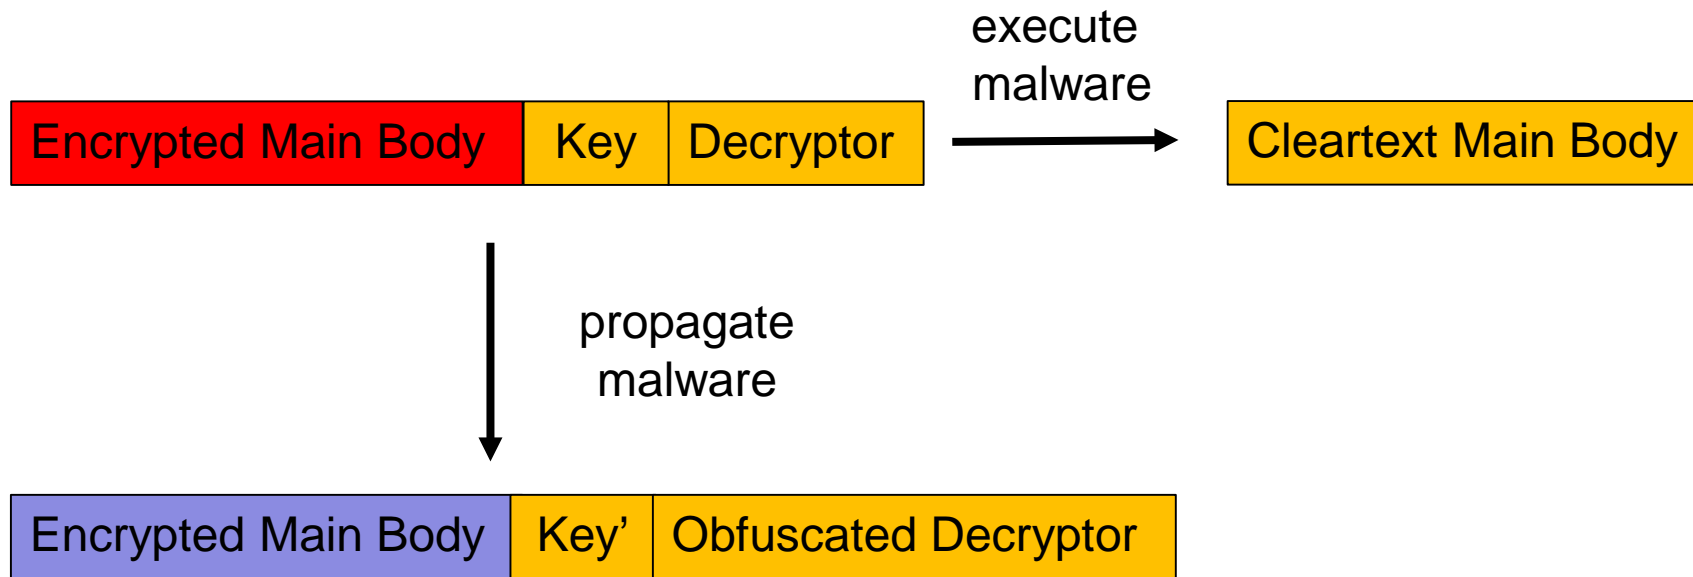 execute
malware
Encrypted Main Body Key Decryptor Cleartext Main Body
propagate
malware
Encrypted Main Body Key’ Obfuscated Decryptor